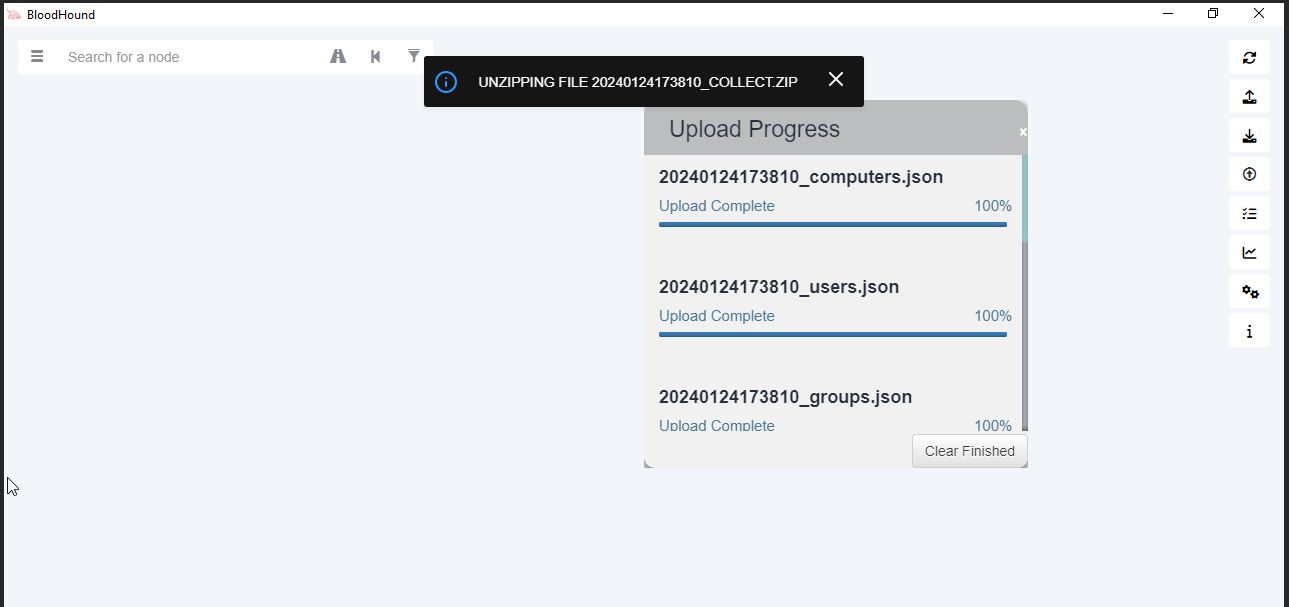 BloodHound
Search for a node
UNZIPPING FILE 20240124173810_COLLECT.ZIP
Upload Progress
x
20240124173810_computers.json
Upload Complete 100%
20240124173810_users.json
Upload Complete 100%
20240124173810_groups.json
Upload Complete 100%
Clear Finished